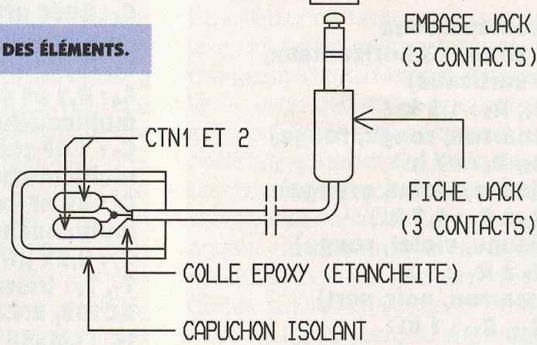 EMBASE JACK
(3 CONTACTS)
DES ÉLÉMENTS.
CTN1 ET 2
FICHE JACK
(3 CONTACTS)
COLLE EPOXY (ETANCHEITE)
CAPUCHON ISOLANT